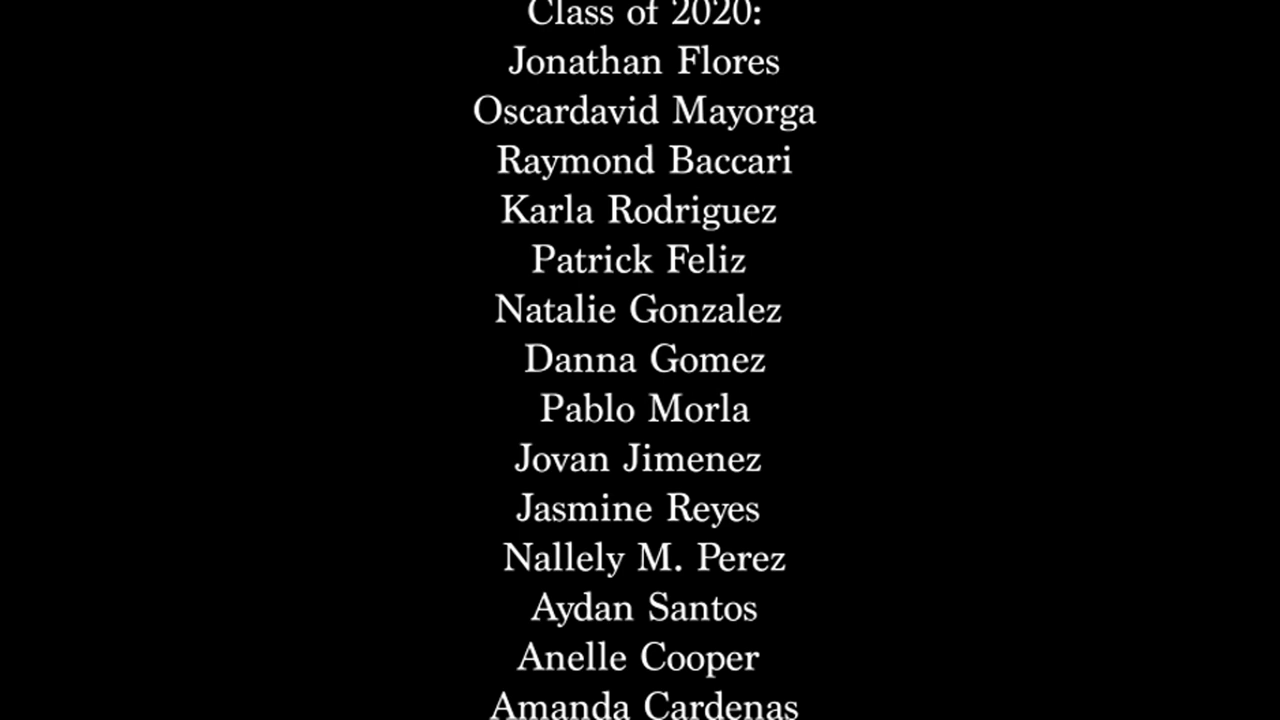 Class of 2020:
Jonathan Flores
Oscardavid Mayorga
Raymond Baccari
Karla Rodriguez
Patrick Feliz
Natalie Gonzalez
Danna Gomez
Pablo Morla
Jovan Jimenez
Jasmine Reyes
Nallely M. Perez
Aydan Santos
Anelle Cooper
Amanda Cardenas